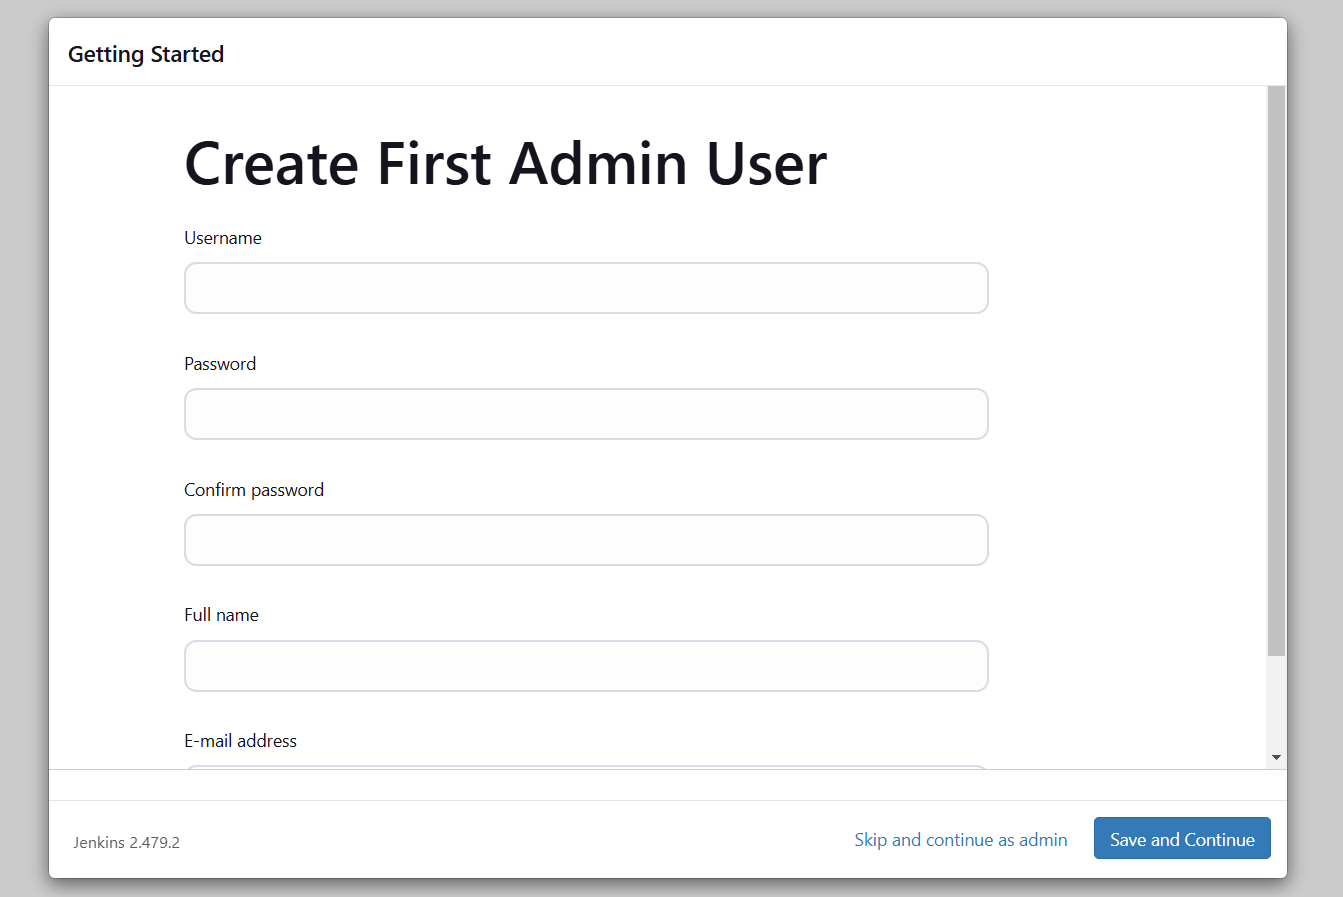 Getting Started
Create First Admin User
Username
Password
Confirm password
Full name
E-mail address
Jenkins 2.479.2
Skip and continue as admin
Save and Continue